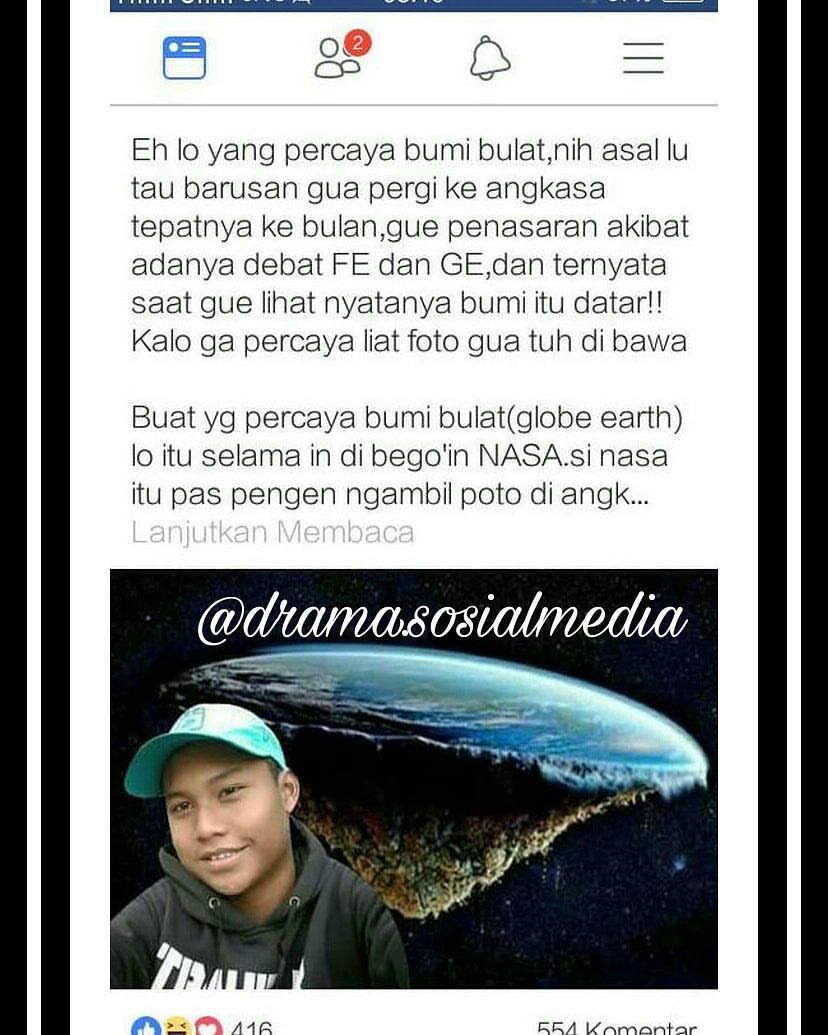 2
Eh lo yang percaya bumi bulat,nih asal lu
tau barusan gua pergi ke angkasa
tepatnya ke bulan,gue penasaran akibat
adanya debat FE dan GE,dan ternyata
saat gue lihat nyatanya bumi itu datar!!
Kalo ga percaya liat foto gua tuh di bawa
Buat yg percaya bumi bulat(globe earth)
lo itu selama in di bego'in NASA.si nasa
itu pas pengen ngambil poto di angk...
Lanjutkan Membaca
@drama.sosialmedia
416
554 Komentar